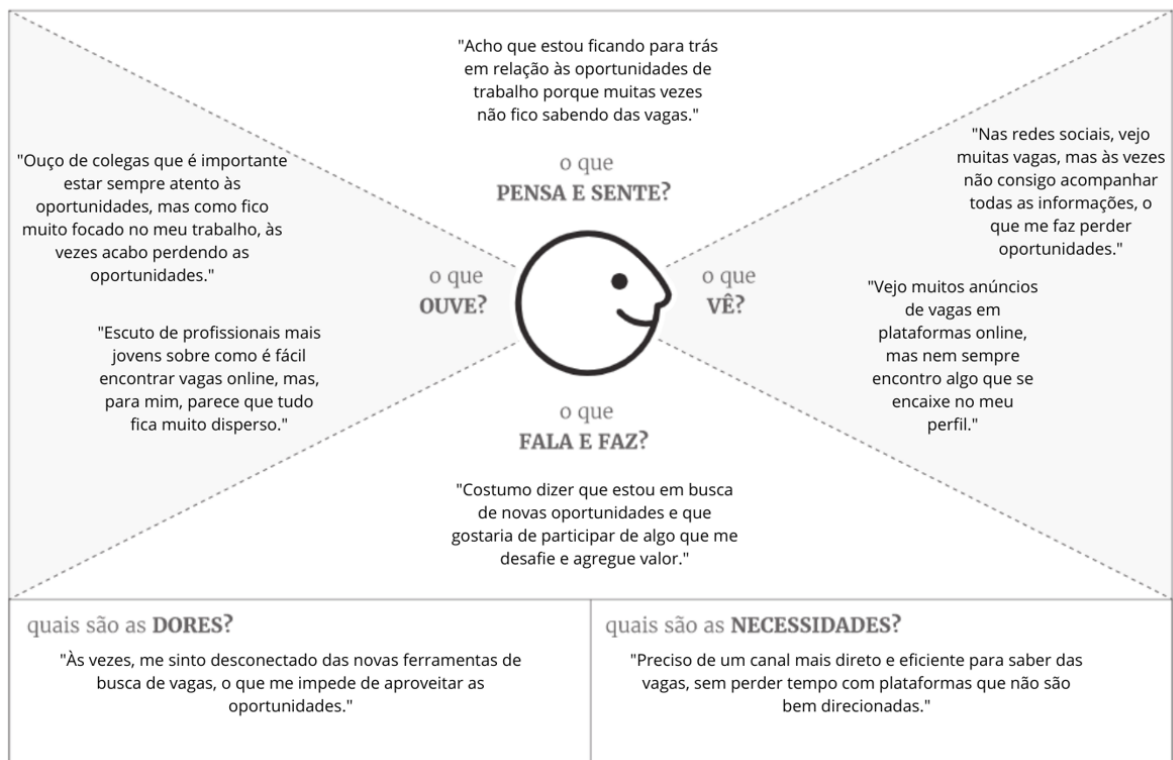 "Acho que estou ficando para trás
em relação às oportunidades de
trabalho porque muitas vezes
não fico sabendo das vagas."
o que
PENSA E SENTE?
"Ouço de colegas que é importante
estar sempre atento às
oportunidades, mas como fico
muito focado no meu trabalho, às
vezes acabo perdendo as
oportunidades."
"Escuto de profissionais mais
jovens sobre como é fácil
encontrar vagas online, mas,
para mim, parece que tudo
fica muito disperso."
o que
OUVE?
o que
VÊ?
"Nas redes sociais, vejo
muitas vagas, mas às vezes
não consigo acompanhar
todas as informações, o
que me faz perder
oportunidades."
"Vejo muitos anúncios
de vagas em
plataformas online,
mas nem sempre
encontro algo que se
encaixe no meu
perfil."
o que
FALA E FAZ?
"Costumo dizer que estou em busca
de novas oportunidades e que
gostaria de participar de algo que me
desafie e agregue valor."
quais são as DORES?
"Às vezes, me sinto desconectado das novas ferramentas de
busca de vagas, o que me impede de aproveitar as
oportunidades."
quais são as NECESSIDADES?
"Preciso de um canal mais direto e eficiente para saber das
vagas, sem perder tempo com plataformas que não são
bem direcionadas."